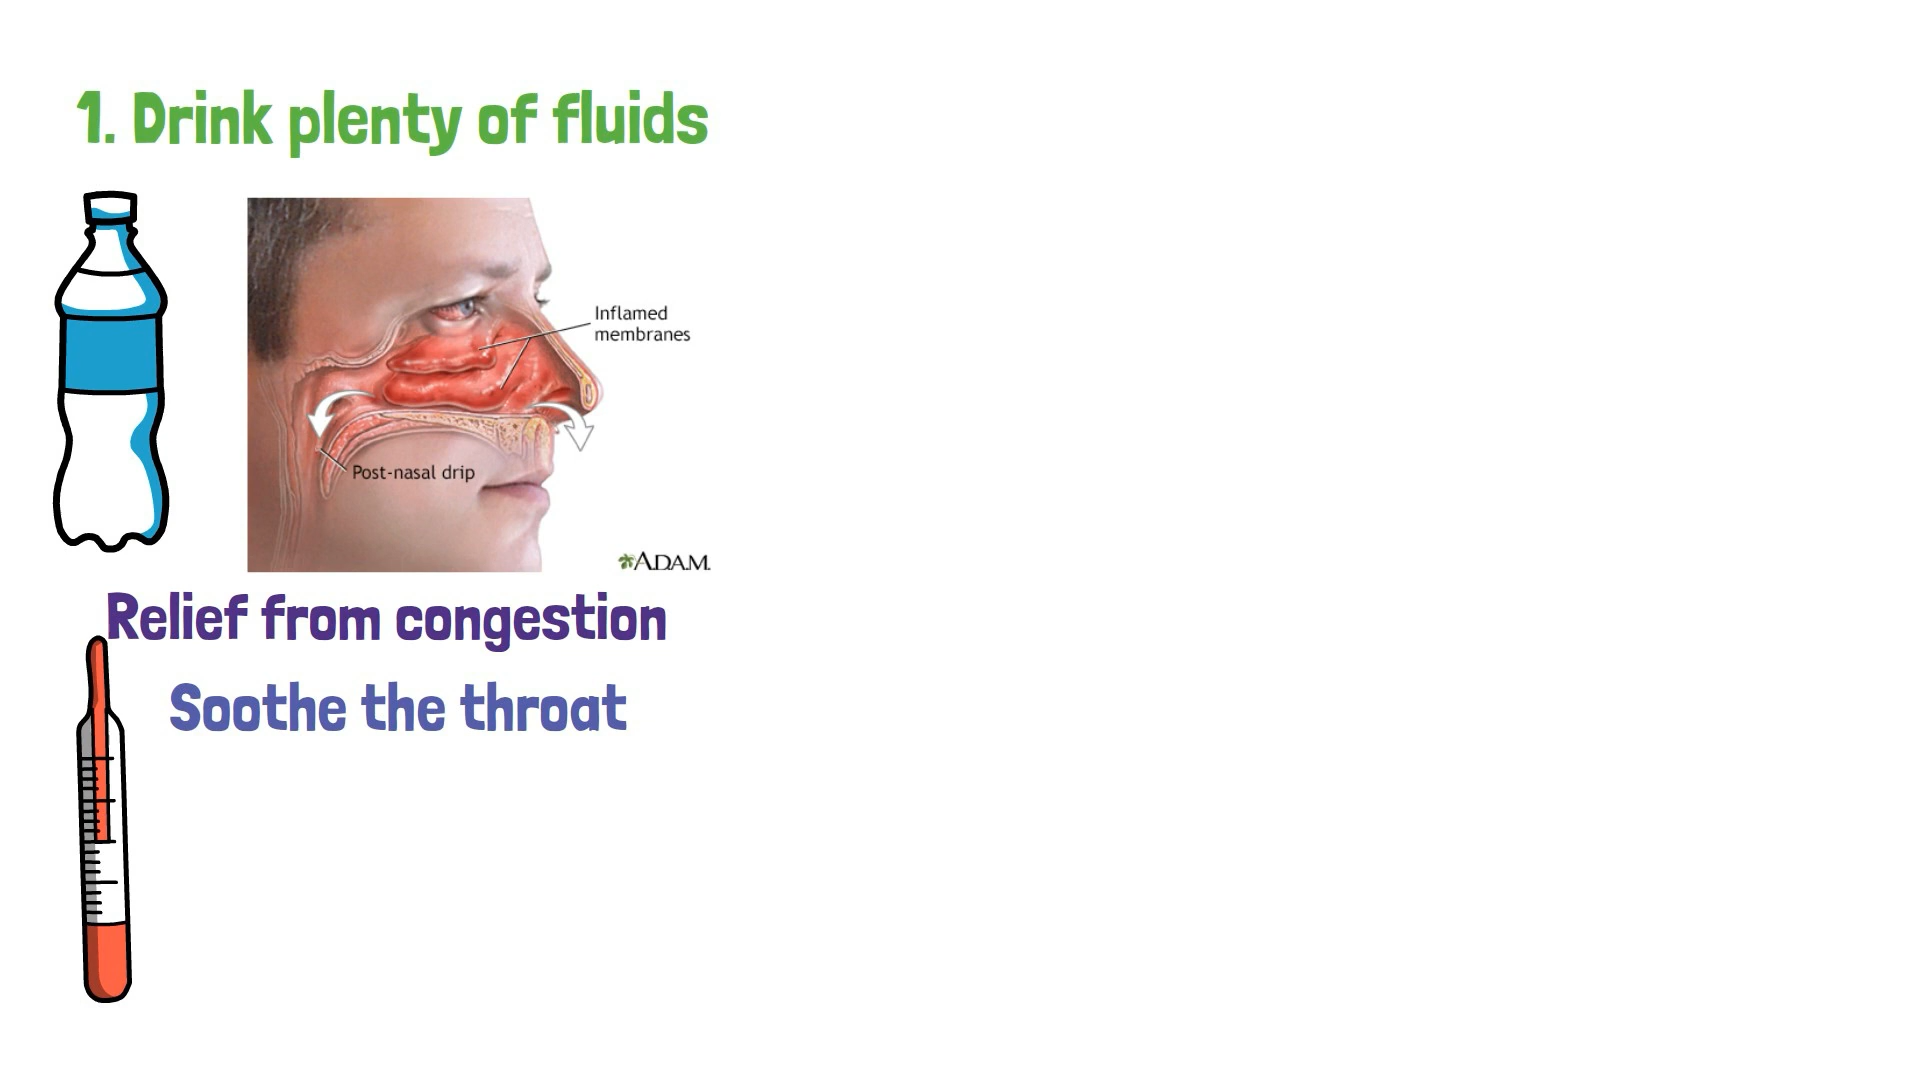 1. Drink plenty of fluids
Inflamed
membranes
Post-nasal drip
A.D.A.M.
Relief from congestion
Soothe the throat